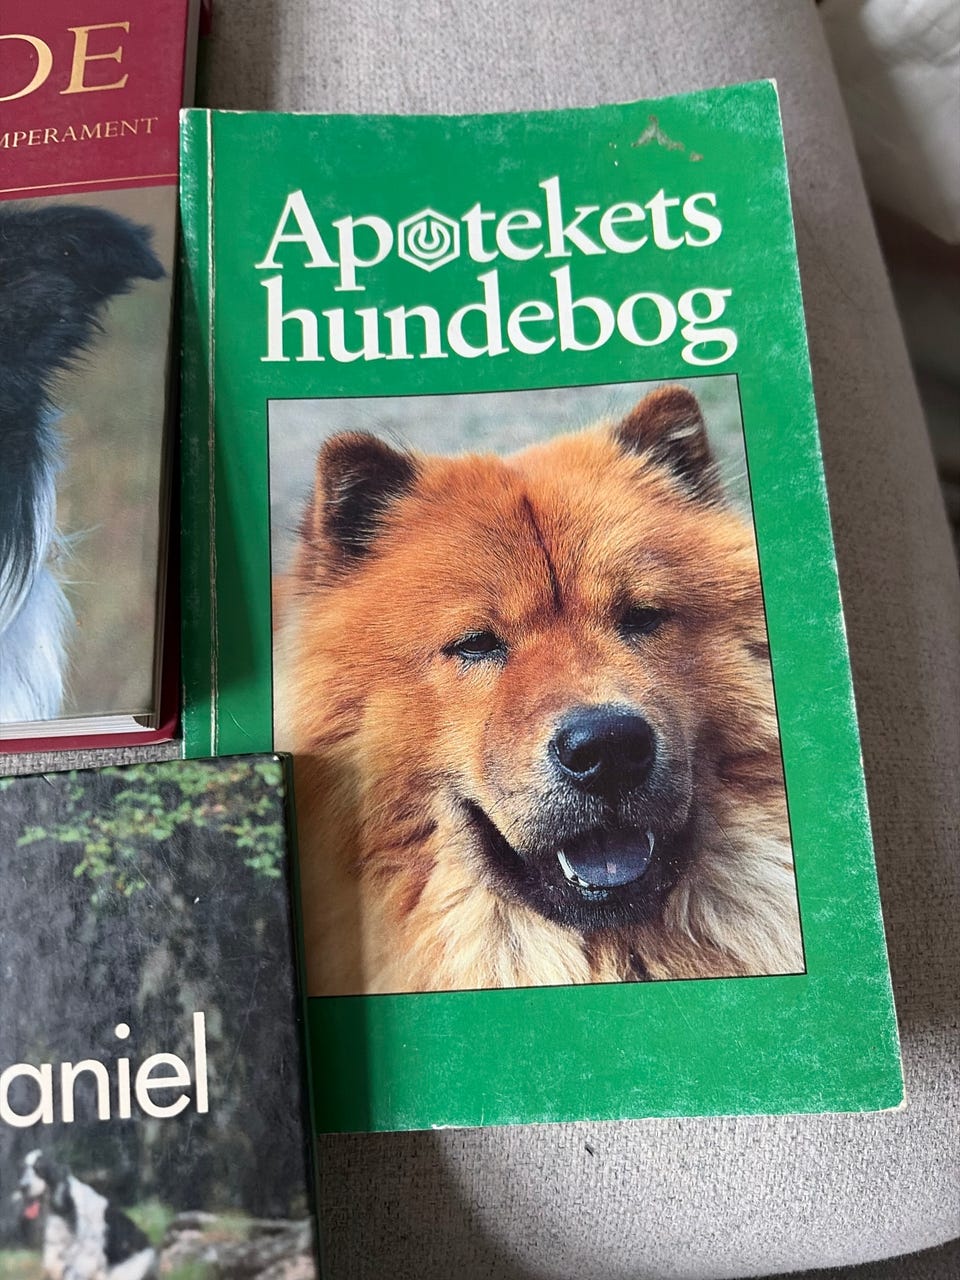 DE
MPERAMENT
Apotekets
hundebog
aniel